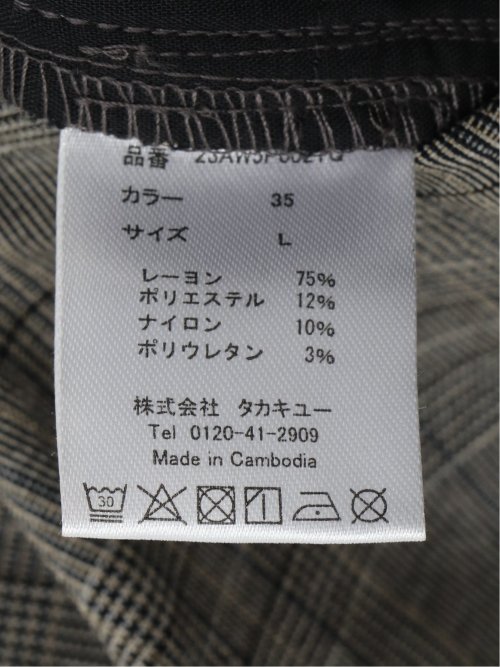 品番
カラー 35
サイズ L
レーヨン 75%
ポリエステル 12%
ナイロン 10%
ポリウレタン 3%
株式会社 タカキユー
Tel 0120-41-2909
Made in Cambodia
30